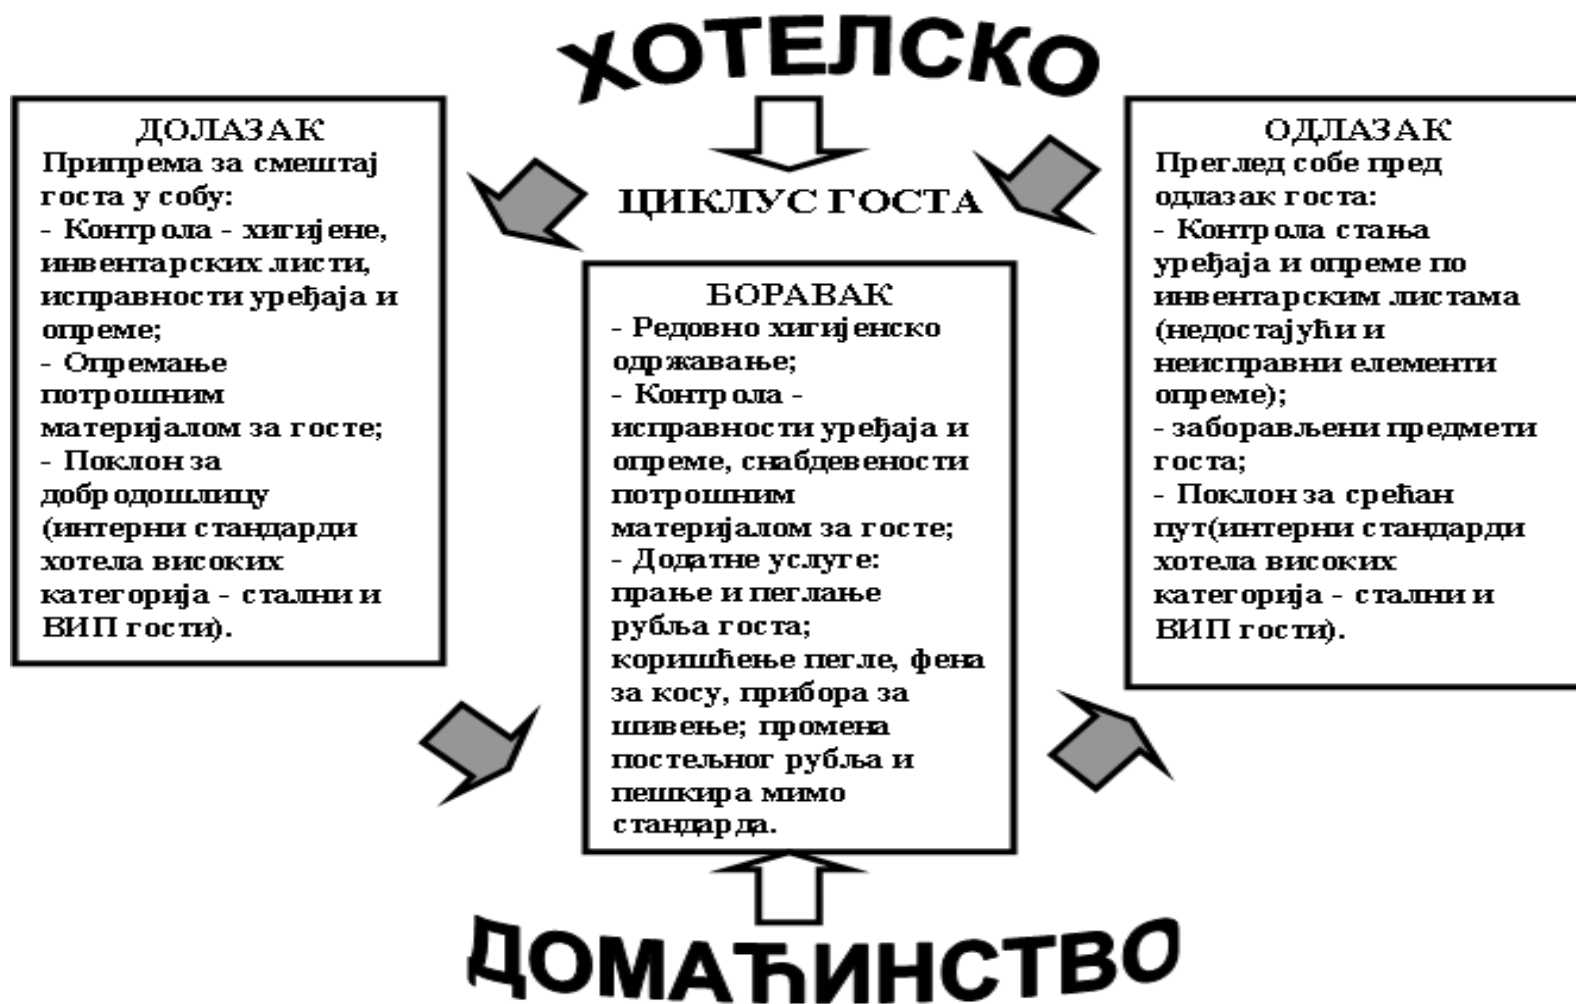 ХОТЕЛСКО
ЦИКЛУС ГОСТА
ДОЛАЗАК
Припрема за смештај
госта у собу:
- Контрола - хигијене,
инвентарских листи,
исправности уређаја и
опреме;
- Опремање
потрошним
материјалом за госте;
- Поклон за
добродошлицу
(интерни стандарди
хотела високих
категорија - стални и
ВИП гости).
БОРАВАК
- Редовно хигијенско
одржавање;
- Контрола -
исправности уређаја и
опреме, снабдевености
потрошним
материјалом за госте;
- Додатне услуге:
прање и пеглање
рубља госта;
коришћење пегле, фена
за косу, прибора за
шивење; промена
постељног рубља и
пешкира мимо
стандарда.
ОДЛАЗАК
Преглед собе пред
одлазак госта:
- Контрола стања
уређаја и опреме по
инвентарским листама
(недостајући и
неисправни елементи
опреме);
- заборављени предмети
госта;
- Поклон за срећан
пут(интерни стандарди
хотела високих
категорија - стални и
ВИП гости).
ДОМАЋИНСТВО